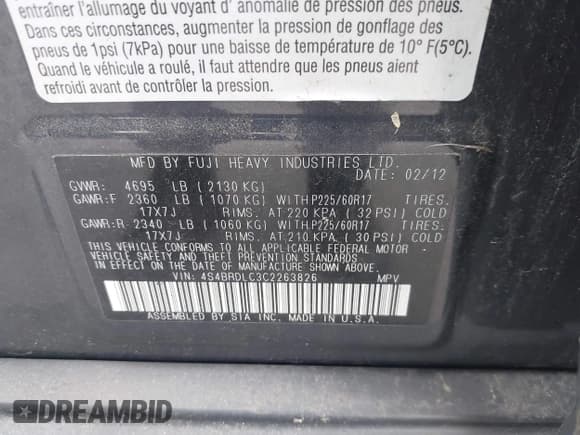 entraîner l'allumage du voyant d' anomalie de pression des pneus.
Dans ces circonstances, augmenter la pression de gonflage des
pneus de 1psi (7kPa) pour une baisse de température de 10° F(5°C).
Quand le véhicule a roulé, il faut attendre que les pneus aient
refroidi avant de contrôler la pression.
MFD BY FUJI HEAVY INDUSTRIES LTD.
DATE: 02/12
GVWR: 4695 LB ( 2130 KG)
GAWR:F 2360 LB ( 1070 KG) WITH P225/60R17 TIRES.
17X7J RIMS. AT 220 KPA ( 32 PSI) COLD
GAWR:R 2340 LB ( 1060 KG) WITH P225/60R17 TIRES.
17X7J RIMS. AT 210 KPA ( 30 PSI) COLD
THIS VEHICLE CONFORMS TO ALL APPLICABLE FEDERAL MOTOR
VEHICLE SAFETY AND BUMPER STANDARDS
IN EFFECT ON THE DATE OF MANUFACTURE SHOWN ABOVE.
VIN: 4S4BRDLC3C2263826 MPV
ASSEMBLED BY SIA INC. MADE IN U.S.A.
DREAMBID